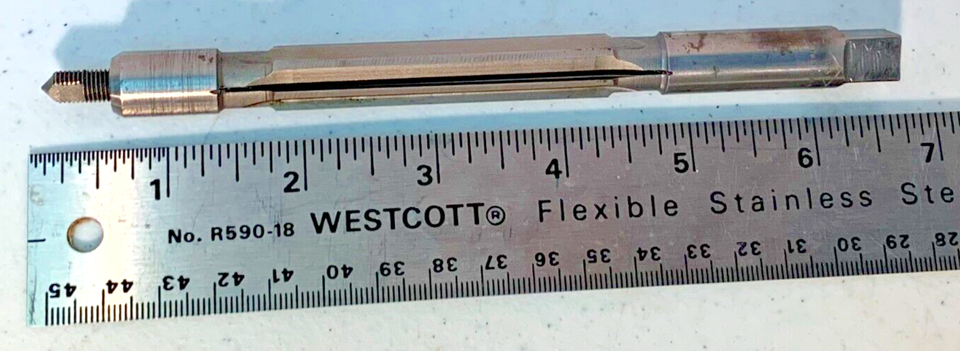 1 2 3 4 5 6 7
No. R590-18 WESTCOTT® Flexible Stainless Ste
45 44 43 42 41 40 39 38 37 36 35 34 33 32 31 30 29 28